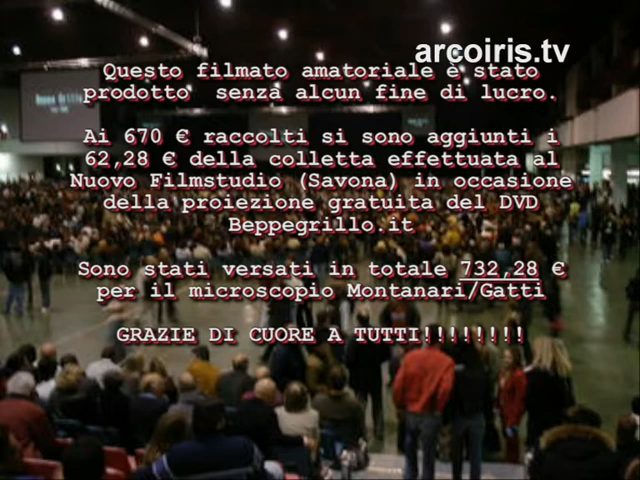 arcoiris.tv
Beppe Grillo
Questo filmato amatoriale è stato
prodotto senza alcun fine di lucro.
Ai 670 € raccolti si sono aggiunti i
62,28 € della colletta effettuata al
Nuovo Filmstudio (Savona) in occasione
della proiezione gratuita del DVD
Beppegrillo.it
Sono stati versati in totale 732,28 €
per il microscopio Montanari/Gatti
GRAZIE DI CUORE A TUTTI!!!!!!!!